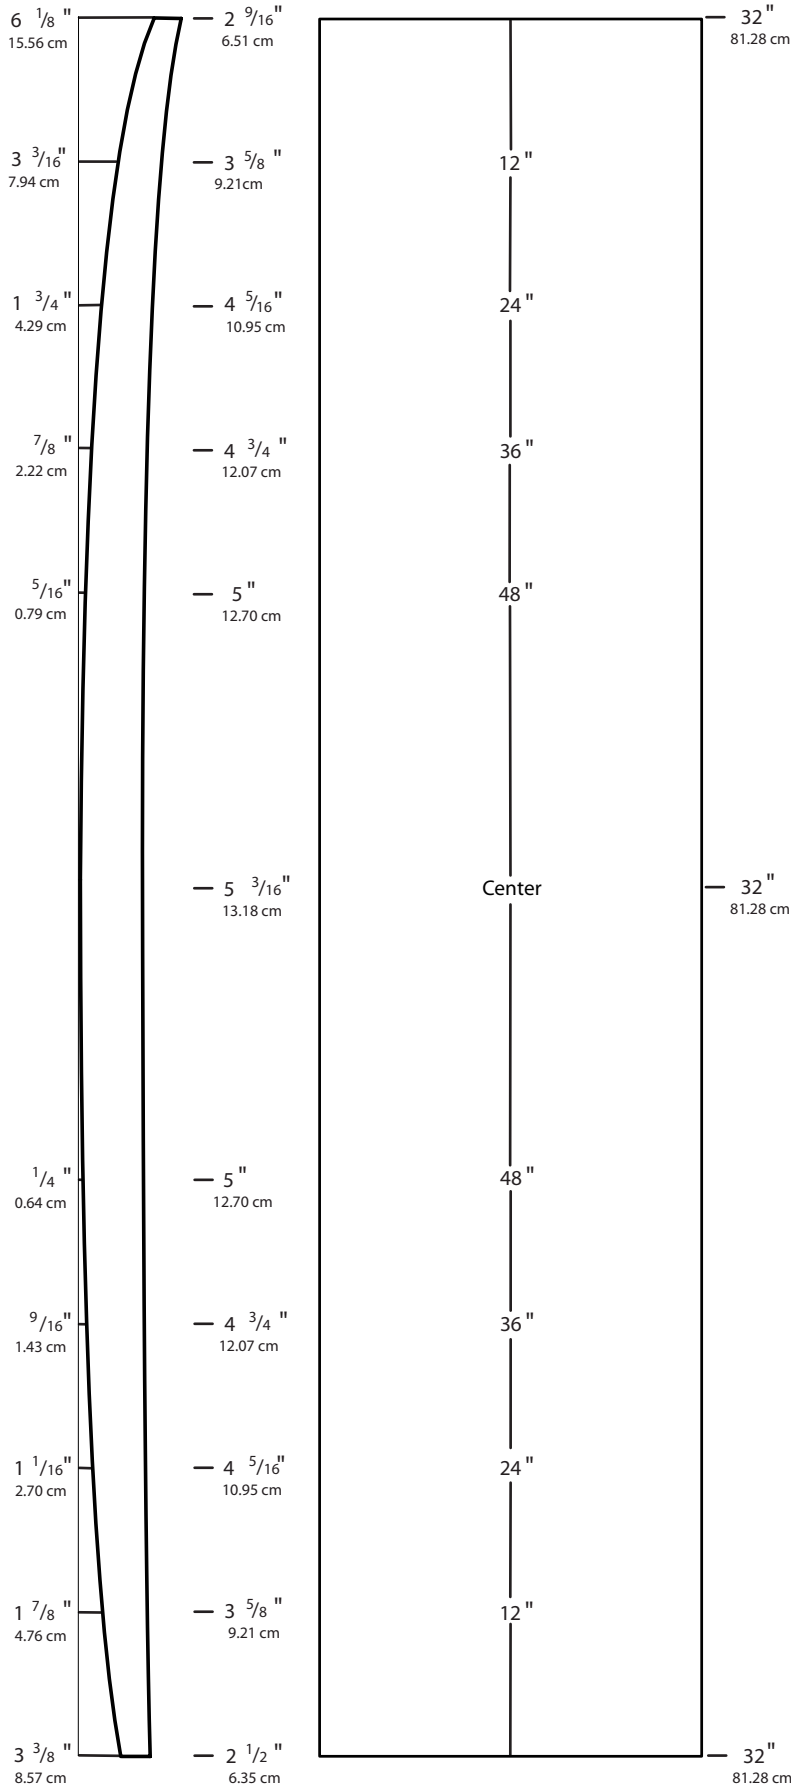 6 1/8 " 2 9/16" 32 "
15.56 cm 6.51 cm 81.28 cm
3 3/16" 3 5/8 " 12 "
7.94 cm 9.21cm
1 3/4 " 4 5/16" 24 "
4.29 cm 10.95 cm
7/8 " 4 3/4 " 36 "
2.22 cm 12.07 cm
5/16" 5 " 48 "
0.79 cm 12.70 cm
5 3/16" Center 32 "
13.18 cm 81.28 cm
1/4 " 5 " 48 "
0.64 cm 12.70 cm
9/16" 4 3/4 " 36 "
1.43 cm 12.07 cm
1 1/16" 4 5/16" 24 "
2.70 cm 10.95 cm
1 7/8 " 3 5/8 " 12 "
4.76 cm 9.21 cm
3 3/8 " 2 1/2 " 32 "
8.57 cm 6.35 cm 81.28 cm